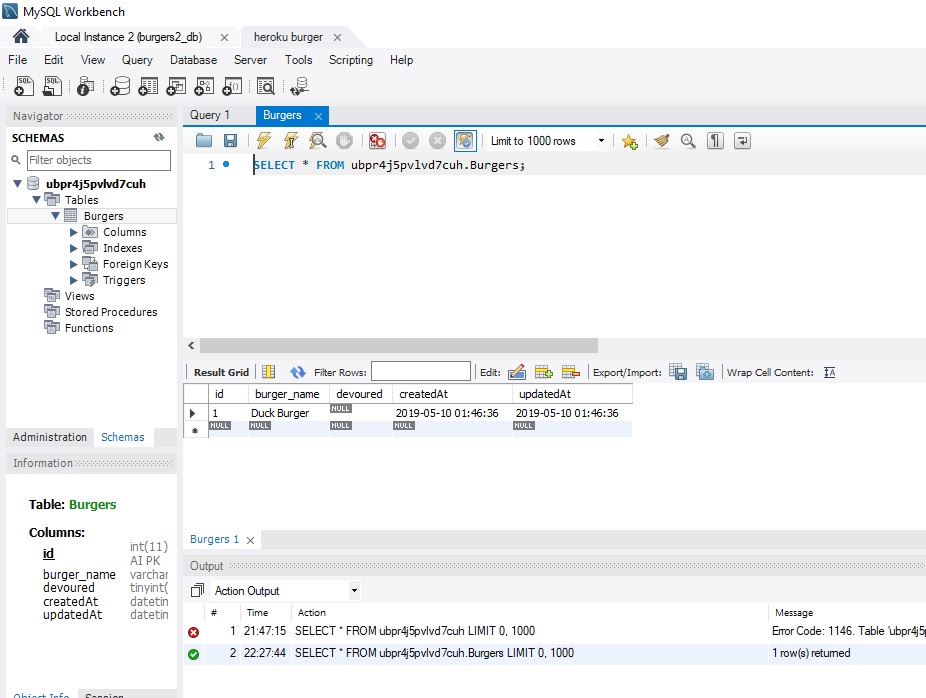 MySQL Workbench
Local Instance 2 (burgers2_db) heroku burger
File Edit View Query Database Server Tools Scripting Help
Navigator Query 1 Burgers
SCHEMAS Limit to 1000 rows
Filter objects
1 SELECT * FROM ubpr4j5pvlvd7cuh.Burgers;
ubpr4j5pvlvd7cuh
Tables
Burgers
Columns
Indexes
Foreign Keys
Triggers
Views
Stored Procedures
Functions
Result Grid Filter Rows: Edit: Export/Import: Wrap Cell Content:
id burger_name devoured createdAt updatedAt
1 Duck Burger NULL 2019-05-10 01:46:36 2019-05-10 01:46:36
NULL NULL NULL NULL NULL
Administration Schemas
Information
Table: Burgers
Columns:
id int(11)
AI PK
burger_name varchar
devoured tinyint(
createdAt datetin
updatedAt datetin
Burgers 1
Output
Action Output
# Time Action Message
1 21:47:15 SELECT * FROM ubpr4j5pvlvd7cuh LIMIT 0, 1000 Error Code: 1146. Table 'ubpr4j5p
2 22:27:44 SELECT * FROM ubpr4j5pvlvd7cuh.Burgers LIMIT 0, 1000 1 row(s) returned
Object Info Session